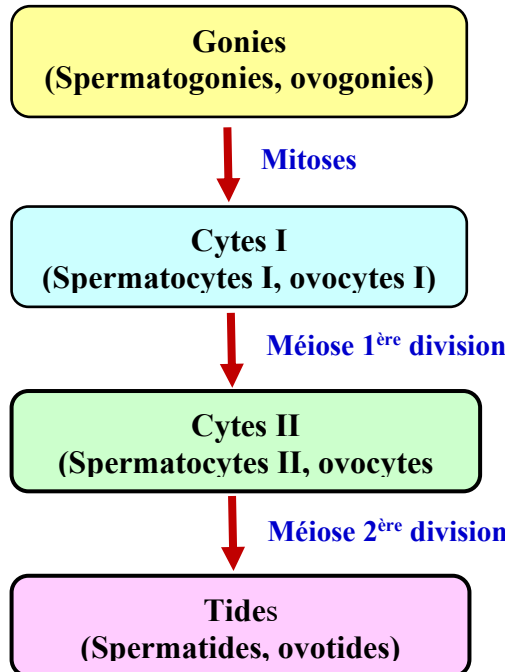 Gonies
(Spermatogonies, ovogonies)
Mitoses
Cytes I
(Spermatocytes I, ovocytes I)
Méiose 1ère division
Cytes II
(Spermatocytes II, ovocytes
Méiose 2ère division
Tides
(Spermatides, ovotides)